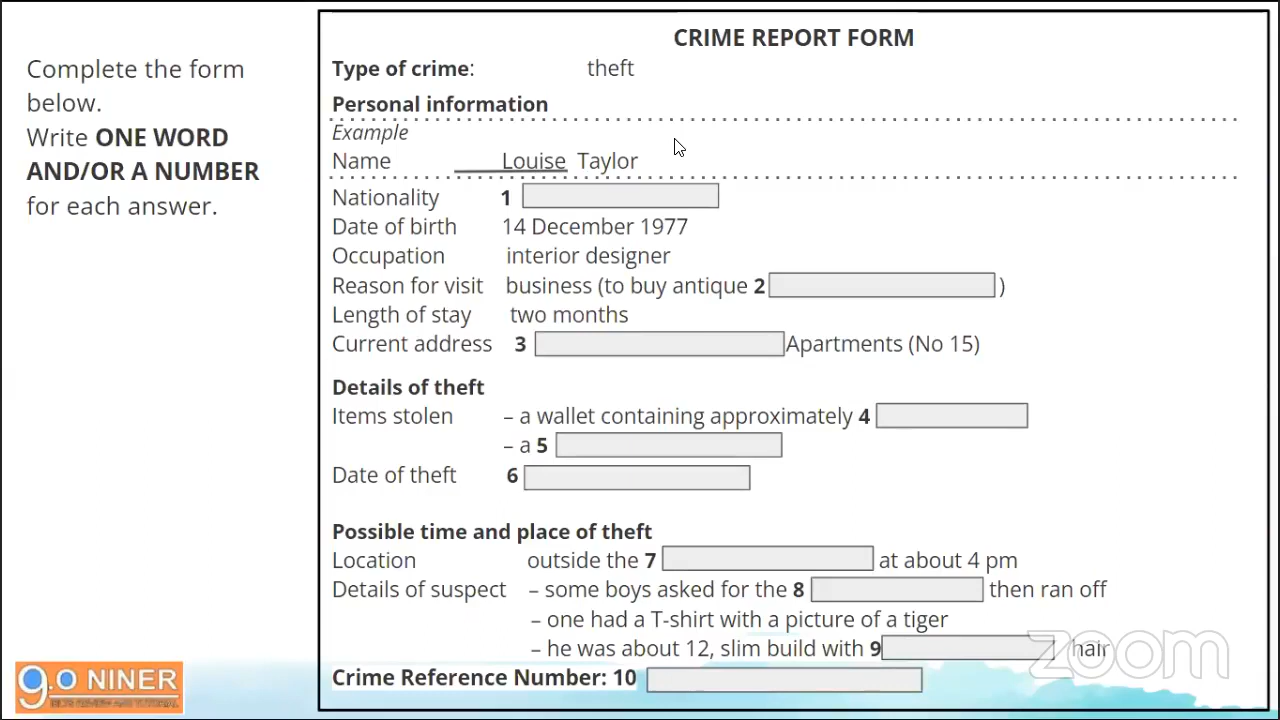 CRIME REPORT FORM
Complete the form
below.
Write ONE WORD
AND/OR A NUMBER
for each answer.
Type of crime: theft
Personal information
Example
Name Louise Taylor
Nationality 1
Date of birth 14 December 1977
Occupation interior designer
Reason for visit business (to buy antique 2 )
Length of stay two months
Current address 3 Apartments (No 15)
Details of theft
Items stolen – a wallet containing approximately 4
– a 5
Date of theft 6
Possible time and place of theft
Location outside the 7 at about 4 pm
Details of suspect – some boys asked for the 8 then ran off
– one had a T-shirt with a picture of a tiger
– he was about 12, slim build with 9 hair
Crime Reference Number: 10
zoom
9.0 NINER
IELTS REVIEW AND TUTORIAL